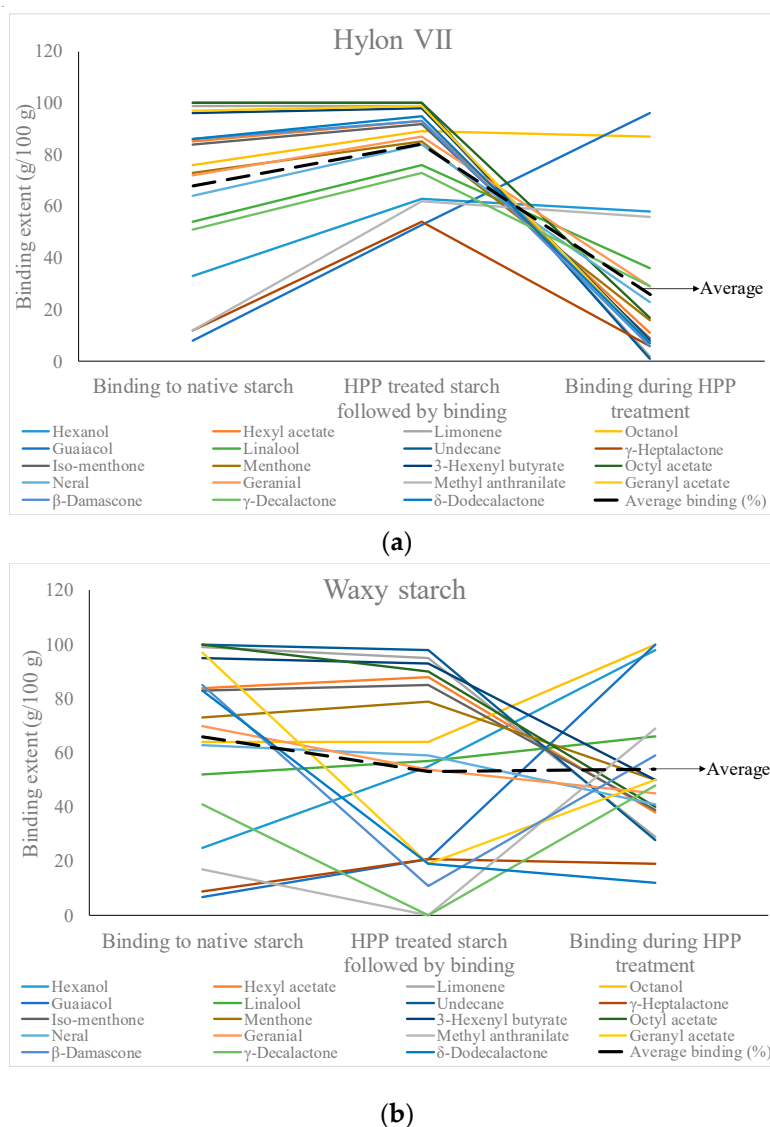 Hylon VII
120
100
80
60
40
20
0
Binding extent (g/100 g)
Average
Binding to native starch
HPP treated starch
followed by binding
Binding during HPP
treatment
Hexanol
Hexyl acetate
Limonene
Octanol
Guaiacol
Linalool
Undecane
γ-Heptalactone
Iso-menthone
Menthone
3-Hexenyl butyrate
Octyl acetate
Neral
Geranial
Methyl anthranilate
Geranyl acetate
β-Damascone
γ-Decalactone
δ-Dodecalactone
Average binding (%)
(a)
Waxy starch
120
100
80
60
40
20
0
Binding extent (g/100 g)
Average
Binding to native starch
HPP treated starch
followed by binding
Binding during HPP
treatment
Hexanol
Hexyl acetate
Limonene
Octanol
Guaiacol
Linalool
Undecane
γ-Heptalactone
Iso-menthone
Menthone
3-Hexenyl butyrate
Octyl acetate
Neral
Geranial
Methyl anthranilate
Geranyl acetate
β-Damascone
γ-Decalactone
δ-Dodecalactone
Average binding (%)
(b)